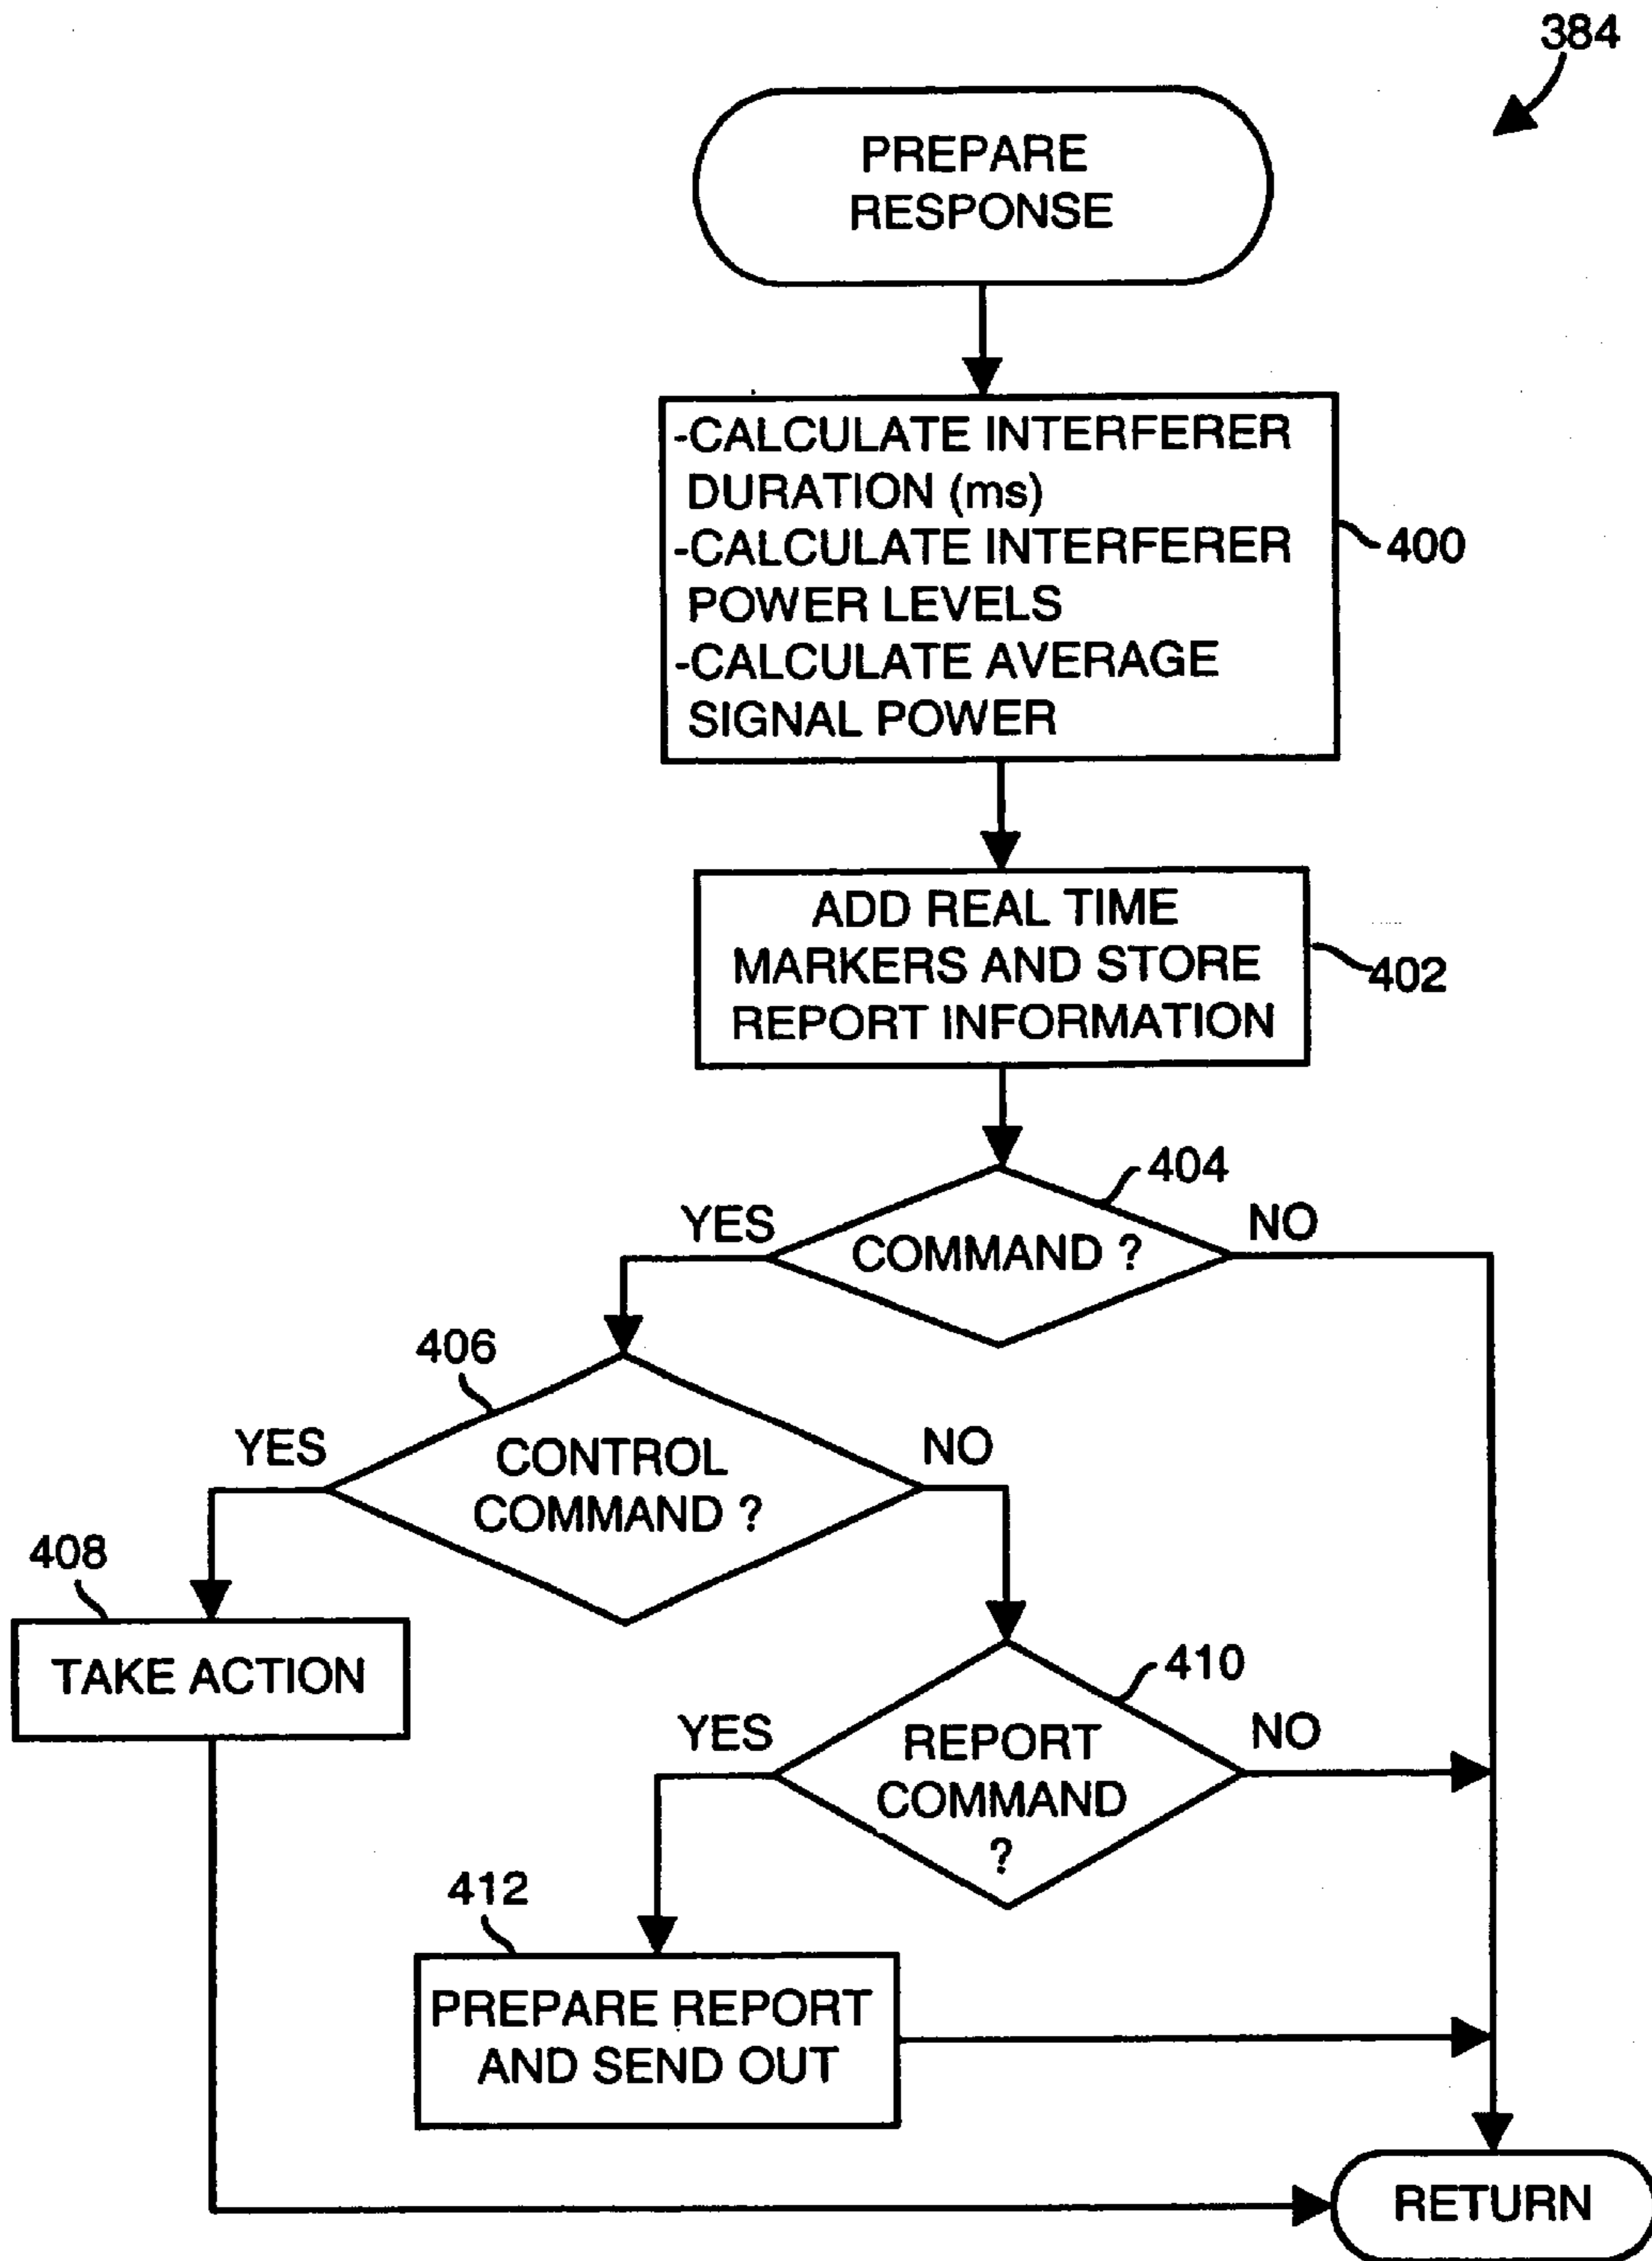 384
PREPARE
RESPONSE
-CALCULATE INTERFERER
DURATION (ms)
-CALCULATE INTERFERER
POWER LEVELS
-CALCULATE AVERAGE
SIGNAL POWER
400
ADD REAL TIME
MARKERS AND STORE
REPORT INFORMATION
402
404
YES
COMMAND ?
NO
406
YES
CONTROL
COMMAND ?
NO
408
TAKE ACTION
410
YES
REPORT
COMMAND
?
NO
412
PREPARE REPORT
AND SEND OUT
RETURN